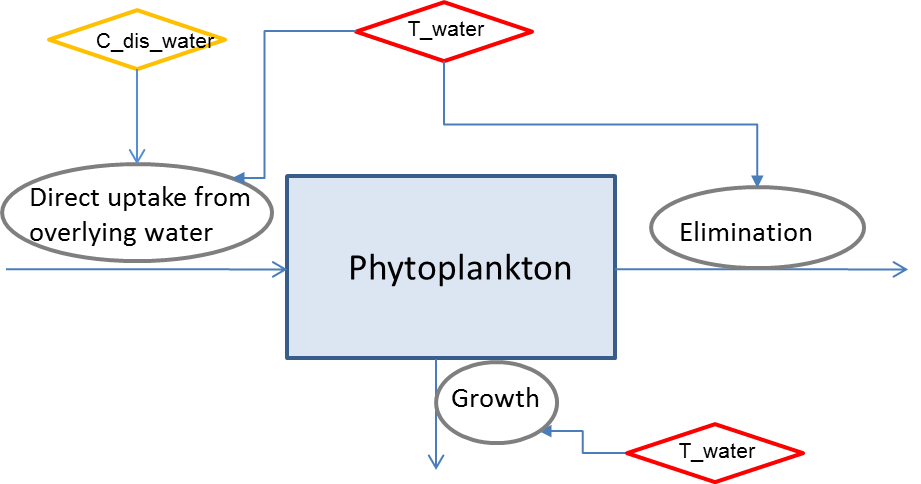 C_dis_water
T_water
Direct uptake from
overlying water
Elimination
Phytoplankton
Growth
T_water